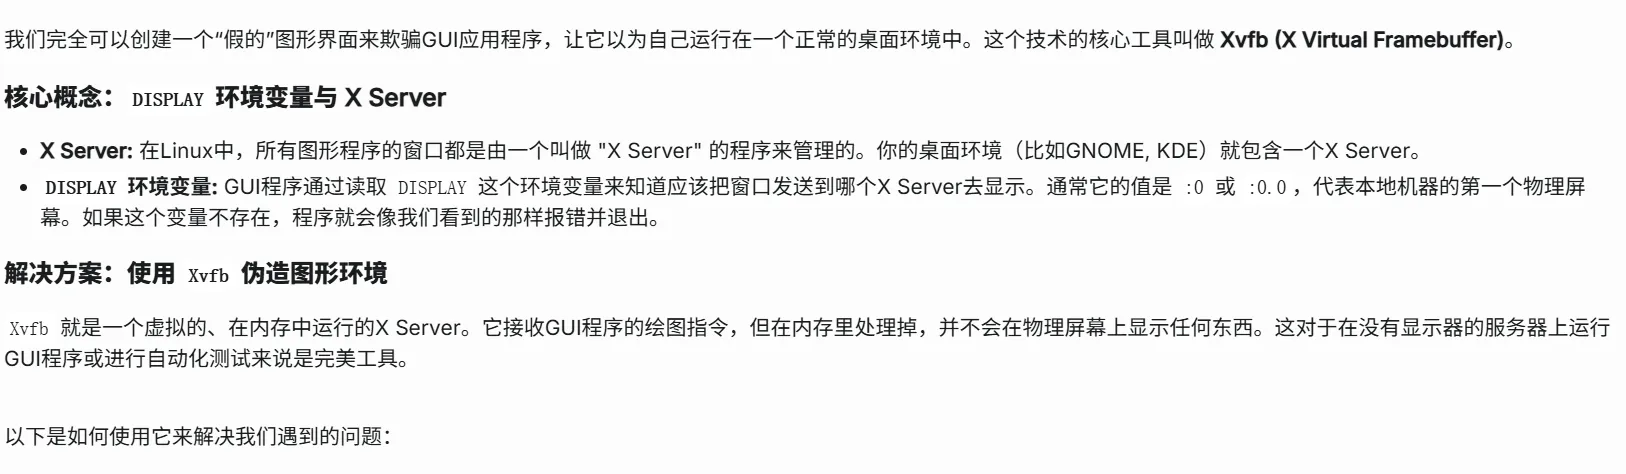 我们完全可以创建一个“假的”图形界面来欺骗GUI应用程序，让它以为自己运行在一个正常的桌面环境中。这个技术的核心工具叫做 Xvfb (X Virtual Framebuffer)。
核心概念： DISPLAY 环境变量与 X Server
• X Server: 在Linux中，所有图形程序的窗口都是由一个叫做 "X Server" 的程序来管理的。你的桌面环境（比如GNOME, KDE）就包含一个X Server。
• DISPLAY 环境变量: GUI程序通过读取 DISPLAY 这个环境变量来知道应该把窗口发送到哪个X Server去显示。通常它的值是 :0 或 :0.0 ，代表本地机器的第一个物理屏
幕。如果这个变量不存在，程序就会像我们看到的那样报错并退出。
解决方案：使用 Xvfb 伪造图形环境
Xvfb 就是一个虚拟的、在内存中运行的X Server。它接收GUI程序的绘图指令，但在内存里处理掉，并不会在物理屏幕上显示任何东西。这对于在没有显示器的服务器上运行
GUI程序或进行自动化测试来说是完美工具。
以下是如何使用它来解决我们遇到的问题：